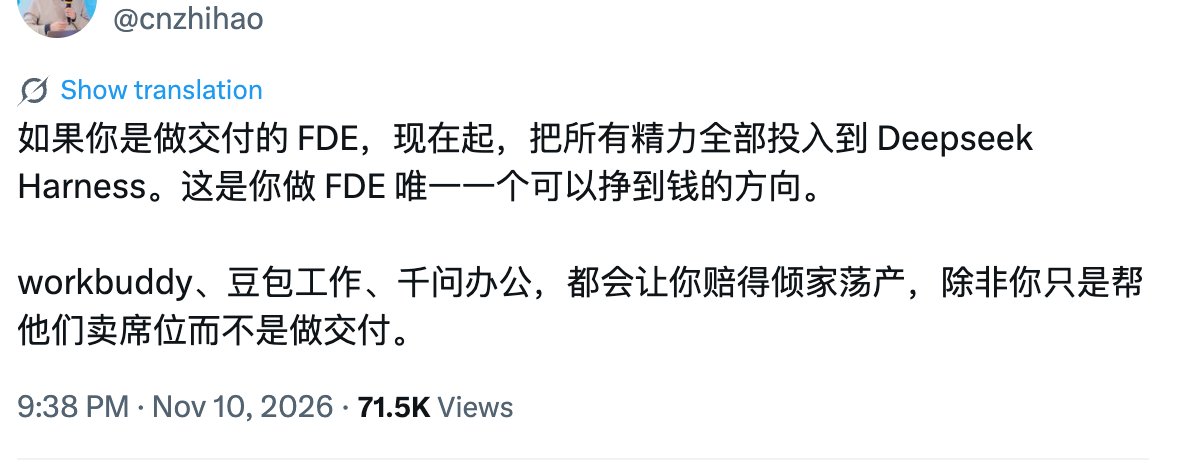 @cnzhihao
Show translation
如果你是做交付的 FDE，现在起，把所有精力全部投入到 Deepseek
Harness。这是你做 FDE 唯一一个可以挣到钱的方向。
workbuddy、豆包工作、千问办公，都会让你赔得倾家荡产，除非你只是帮
他们卖席位而不是做交付。
9:38 PM · Nov 10, 2026 · 71.5K Views